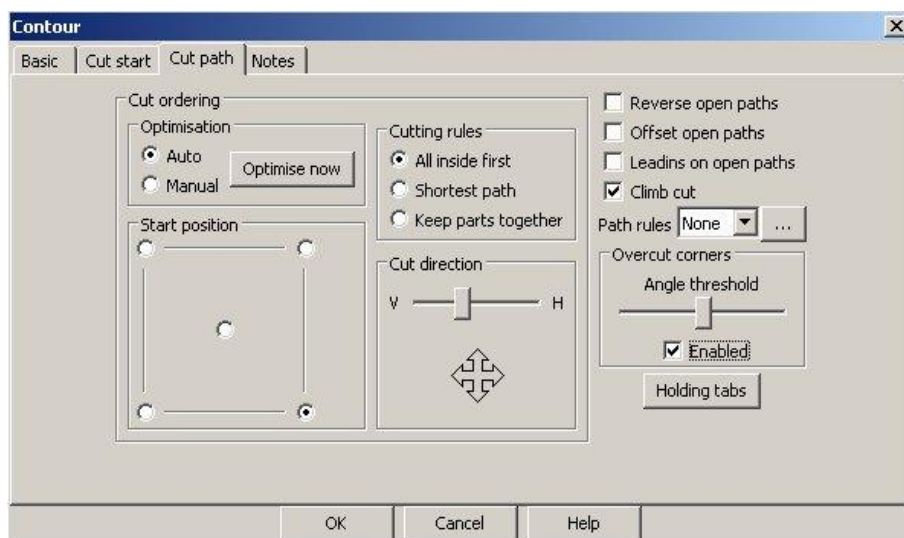 Contour
Basic
Cut start
Cut path
Notes
Cut ordering
Optimisation
Auto
Manual
Optimise now
Start position
Cutting rules
All inside first
Shortest path
Keep parts together
Cut direction
V
H
Reverse open paths
Offset open paths
Leadins on open paths
Climb cut
Path rules
None
...
Overcut corners
Angle threshold
Enabled
Holding tabs
OK
Cancel
Help